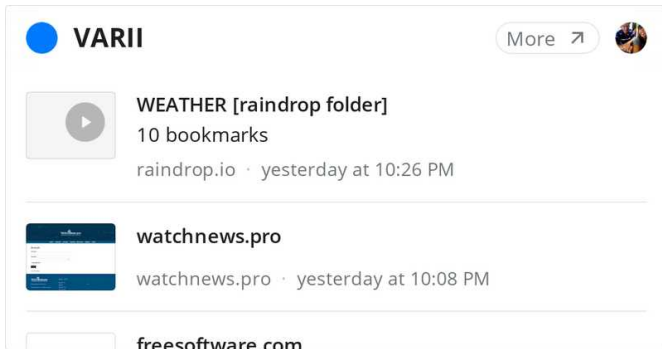 VARII
More
WEATHER [raindrop folder]
10 bookmarks
raindrop.io · yesterday at 10:26 PM
watchnews.pro
watchnews.pro · yesterday at 10:08 PM
freesoftware.com